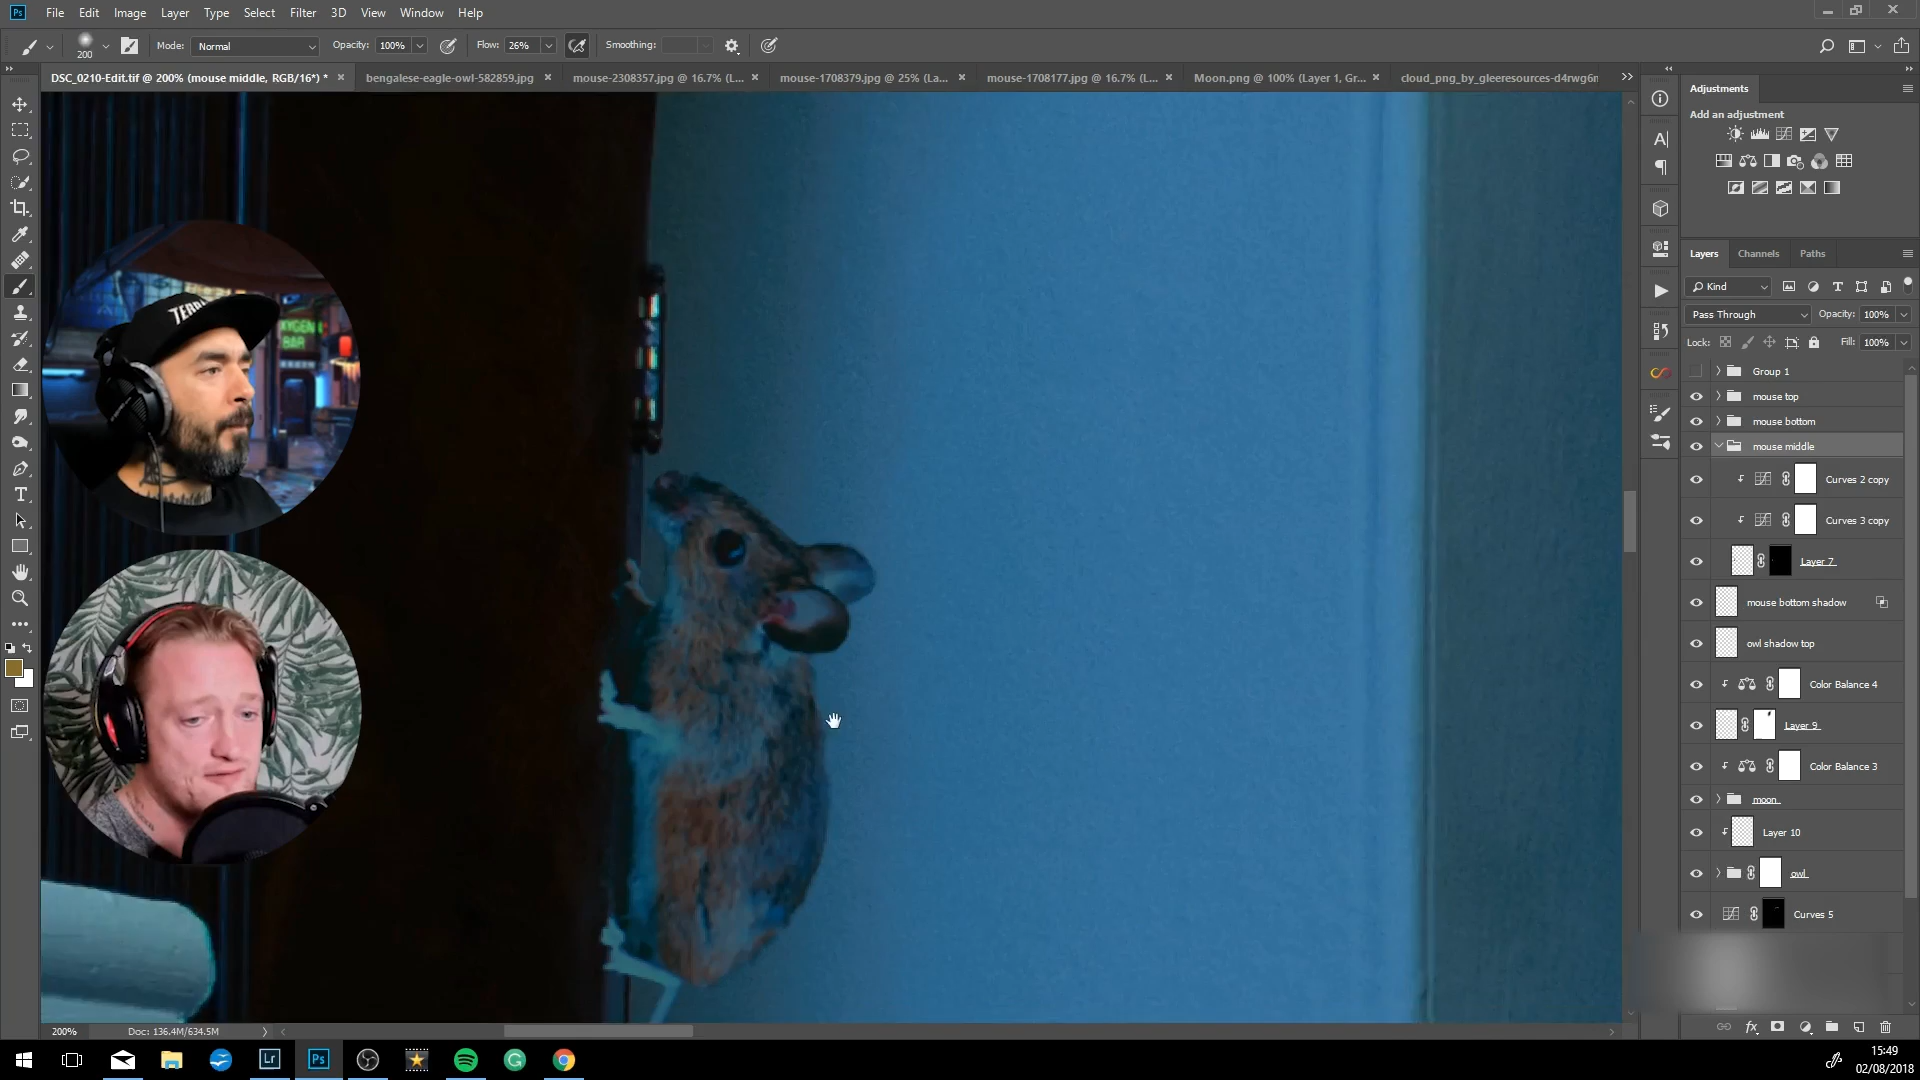 Ps File Edit Image Layer Type Select Filter 3D View Window Help
200 Mode: Normal Opacity: 100% Flow: 26% Smoothing:
DSC_0210-Edit.tif @ 200% (mouse middle, RGB/16*) * bengalese-eagle-owl-582859.jpg mouse-2308357.jpg @ 16.7% (L... mouse-1708379.jpg @ 25% (La... mouse-1708177.jpg @ 16.7% (L... Moon.png @ 100% (Layer 1, Gr... cloud_png_by_gleeresources-d4rwg6n
Adjustments
Add an adjustment
Layers Channels Paths
Kind
Pass Through Opacity: 100%
Lock: Fill: 100%
Group 1
mouse top
mouse bottom
mouse middle
Curves 2 copy
Curves 3 copy
Layer 7
mouse bottom shadow
owl shadow top
Color Balance 4
Layer 9
Color Balance 3
moon
Layer 10
owl
Curves 5
OXYGEN
BAR
200% Doc: 136.4M/634.5M
Lr Ps
15:49
02/08/2018